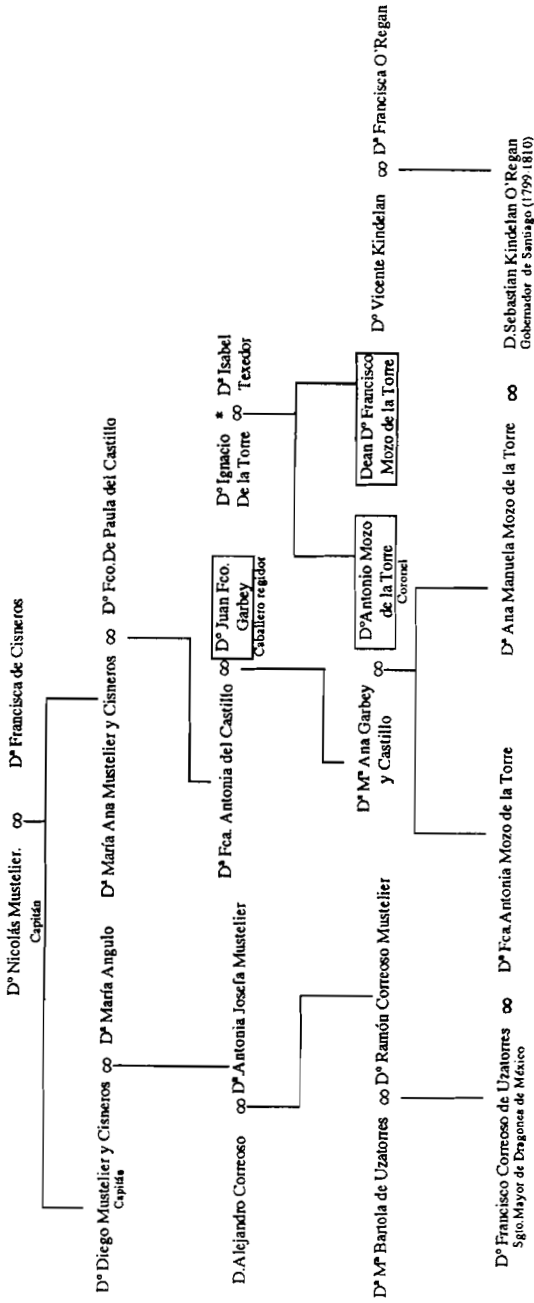 Dº Nicolás Mustelier. ∞ Dª Francisca de Cisneros
Capitán
Dº Diego Mustelier y Cisneros ∞ Dª María Angulo
Capitán
Dª María Ana Mustelier y Cisneros ∞ Dº Fco. De Paula del Castillo
D. Alejandro Correoso ∞ Dª. Antonia Josefa Mustelier
Dª Fca. Antonia del Castillo ∞ Dº Juan Fco.
Garbey
Caballero regidor
Dº Ignacio * Dª Isabel
De la Torre ∞ Texedor
Dª Mª Bartola de Uzatorres ∞ Dº Ramón Correoso Mustelier
Dª Mª Ana Garbey ∞
y Castillo
Dº Antonio Mozo
de la Torre
Coronel
Dean Dº Francisco
Mozo de la Torre
Dº Vicente Kindelan ∞ Dª Francisca O'Regan
Dº Francisco Correoso de Uzatorres ∞ Dª Fca. Antonia Mozo de la Torre
Sgto. Mayor de Dragones de México
Dª Ana Manuela Mozo de la Torre ∞ D. Sebastian Kindelan O'Regan
Gobernador de Santiago (1799-1810)